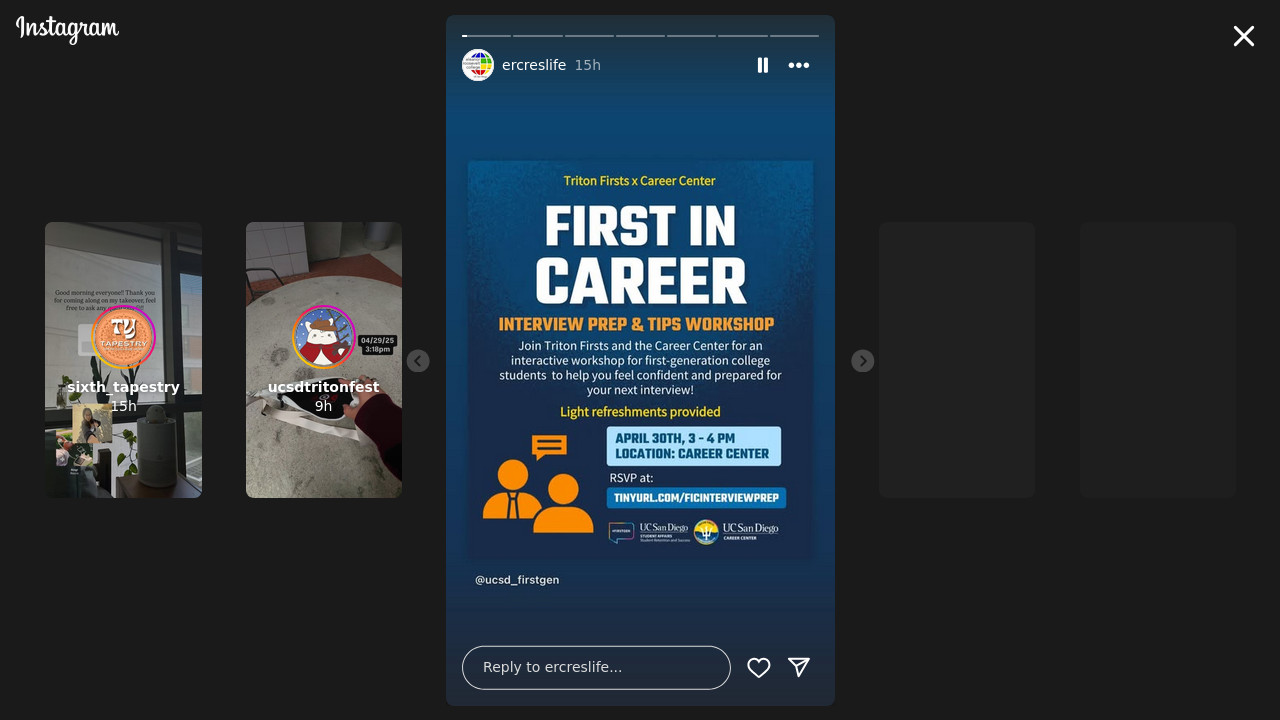 Instagram
ercreslife 15h
Triton Firsts x Career Center
FIRST IN
CAREER
INTERVIEW PREP & TIPS WORKSHOP
Join Triton Firsts and the Career Center for an
interactive workshop for first-generation college
students to help you feel confident and prepared for
your next interview!
Light refreshments provided
APRIL 30TH, 3 - 4 PM
LOCATION: CAREER CENTER
RSVP at:
TINYURL.COM/FICINTERVIEWPREP
UC San Diego
STUDENT AFFAIRS
Student Retention and Success
UC San Diego
CAREER CENTER
@ucsd_firstgen
Reply to ercreslife...
Good morning everyone!! Thank you
for coming along on my takeover, feel
free to ask any
TY
TAPESTRY
sixth_tapestry
15h
04/29/25
3:18pm
ucsdtritonfest
9h